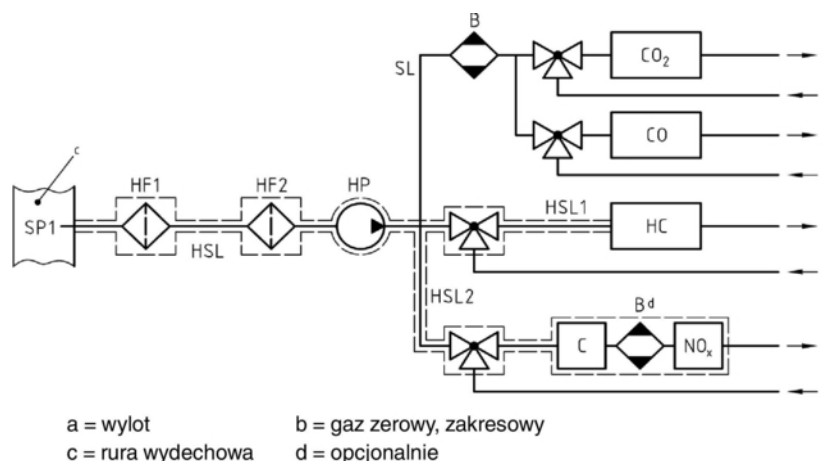 B
SL
CO₂
CO
c
HF1
HF2
HP
SP1
HSL
HSL1
HC
HSL2
Bᵈ
C
NOₓ
a = wylot
b = gaz zerowy, zakresowy
c = rura wydechowa
d = opcjonalnie